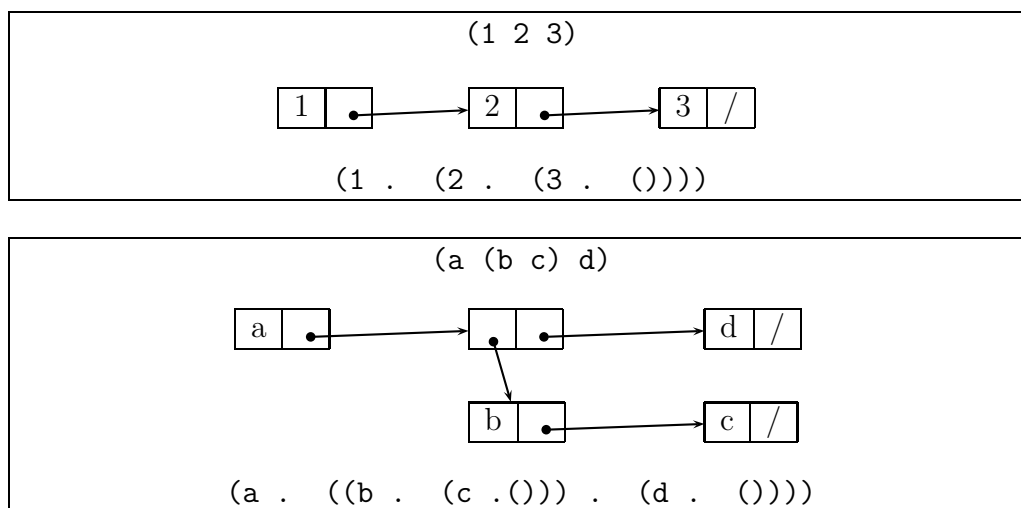 (1 2 3)
1 2 3 /
(1 . (2 . (3 . ())))
(a (b c) d)
a d /
b c /
(a . ((b . (c .())) . (d . ())))